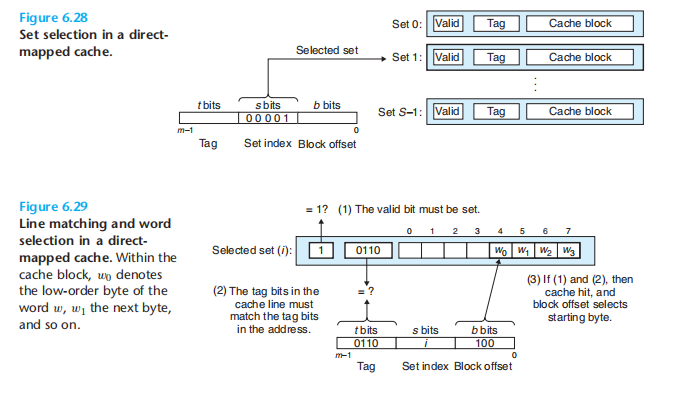 Figure 6.28
Set selection in a direct-
mapped cache.
Selected set
Set 0: Valid Tag Cache block
Set 1: Valid Tag Cache block
⋮
Set S–1: Valid Tag Cache block
t bits s bits b bits
0 0 0 0 1
m–1 0
Tag Set index Block offset
Figure 6.29
Line matching and word
selection in a direct-
mapped cache. Within the
cache block, w0 denotes
the low-order byte of the
word w, w1 the next byte,
and so on.
= 1? (1) The valid bit must be set.
0 1 2 3 4 5 6 7
Selected set (i): 1 0110 w0 w1 w2 w3
(2) The tag bits in the
cache line must
match the tag bits
in the address.
= ?
(3) If (1) and (2), then
cache hit, and
block offset selects
starting byte.
t bits s bits b bits
0110 i 100
m–1 0
Tag Set index Block offset